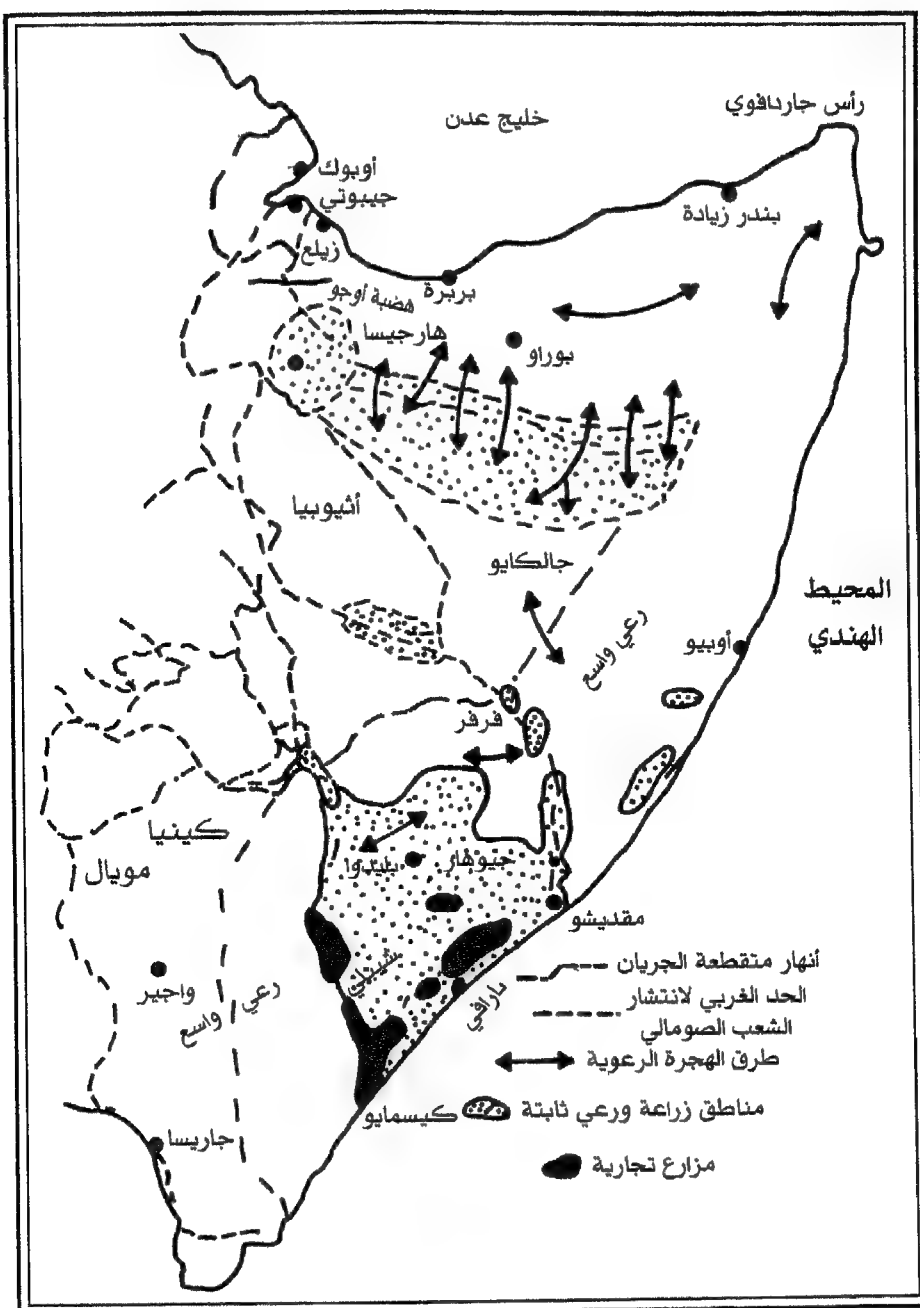 رأس جاردافوي
خليج عدن
أوبوك
جيبوتي
بندر زيادة
زيلع
بربرة
هضبة أوجو
هارجيسا
بوراو
أثيوبيا
جالكايو
المحيط
الهندي
رعي واسع
أوبيو
فرفر
كينيا
مويال
جيوهار
بليدوا
مقديشو
شيبيلي
واجير
رعي واسع
بارافي
أنهار متقطعة الجريان
الحد الغربي لانتشار
الشعب الصومالي
طرق الهجرة الرعوية
مناطق زراعة ورعي ثابتة
كيسمايو
جاريسا
مزارع تجارية